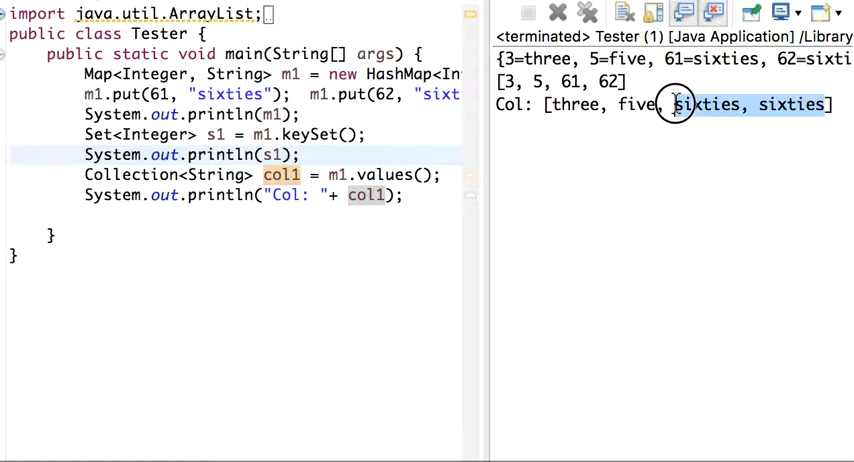 import java.util.ArrayList;
public class Tester {
public static void main(String[] args) {
Map<Integer, String> m1 = new HashMap<In
m1.put(61, "sixties"); m1.put(62, "sixt
System.out.println(m1);
Set<Integer> s1 = m1.keySet();
System.out.println(s1);
Collection<String> col1 = m1.values();
System.out.println("Col: "+ col1);
}
}
<terminated> Tester (1) [Java Application] /Library
{3=three, 5=five, 61=sixties, 62=sixti
[3, 5, 61, 62]
Col: [three, five, sixties, sixties]